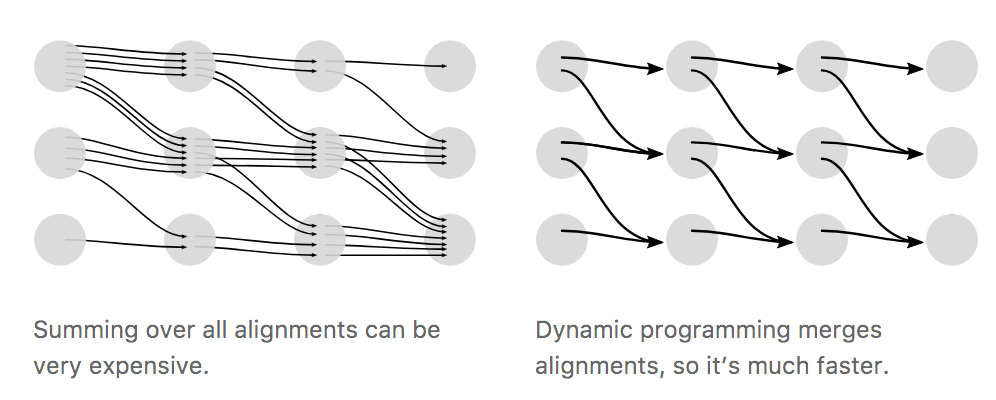 Summing over all alignments can be
very expensive.
Dynamic programming merges
alignments, so it’s much faster.